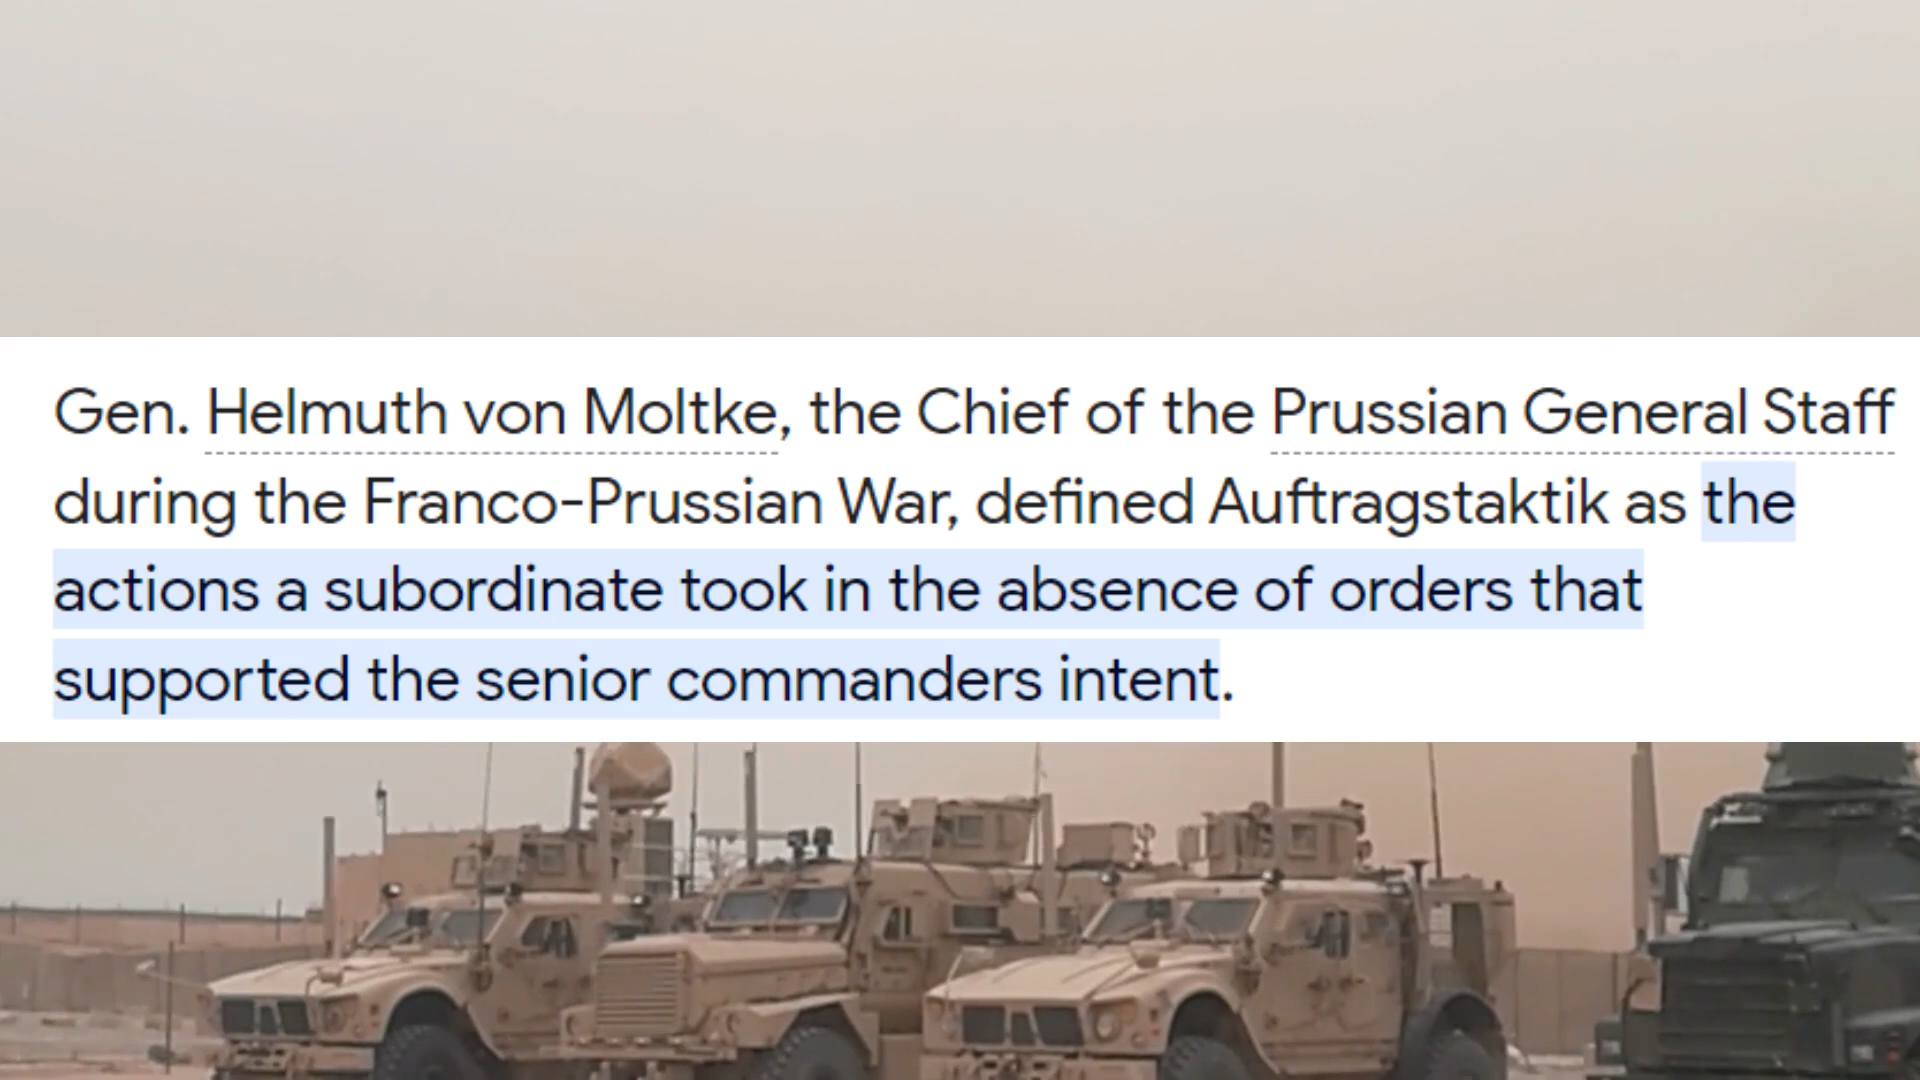 Gen. Helmuth von Moltke, the Chief of the Prussian General Staff
during the Franco-Prussian War, defined Auftragstaktik as the
actions a subordinate took in the absence of orders that
supported the senior commanders intent.